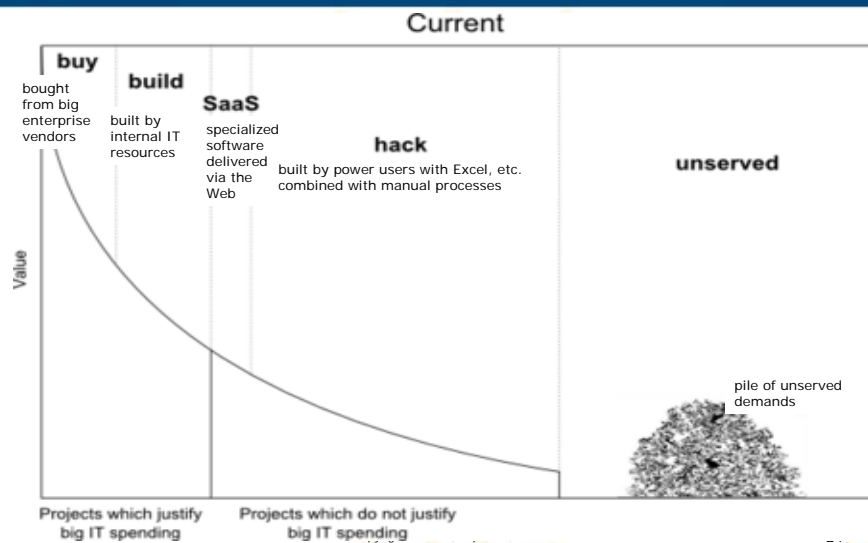 Current
buy
bought
from big
enterprise
vendors
build
built by
internal IT
resources
SaaS
specialized
software
delivered
via the
Web
hack
built by power users with Excel, etc.
combined with manual processes
unserved
Value
pile of unserved
demands
Projects which justify
big IT spending
Projects which do not justify
big IT spending